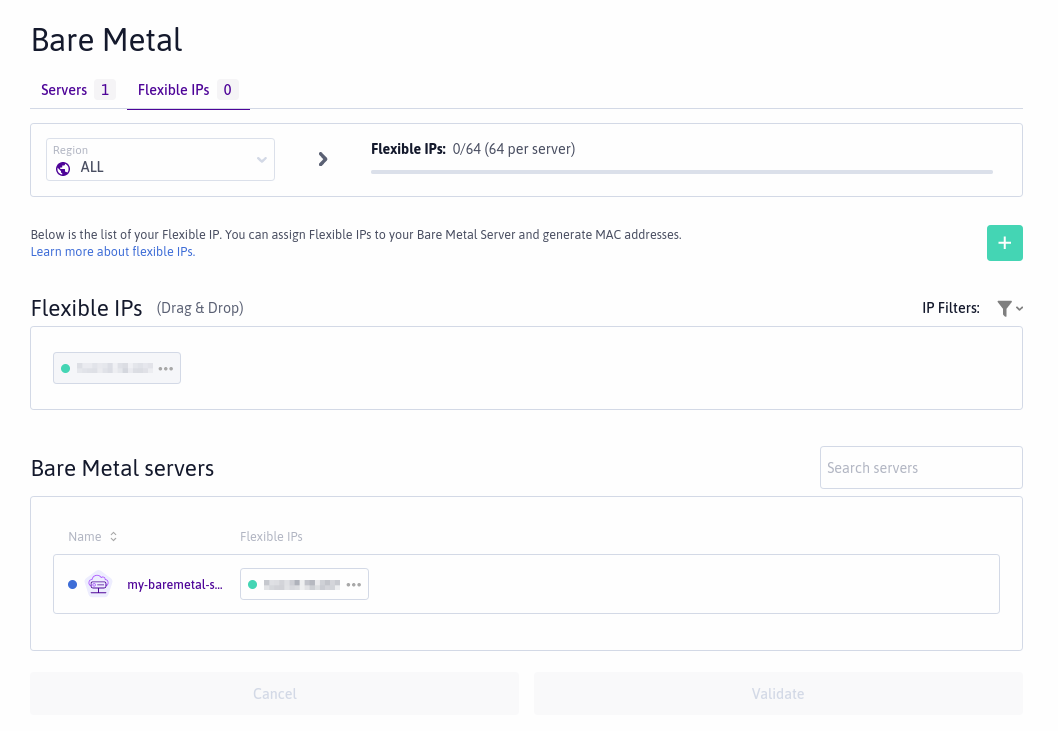 Bare Metal
Servers 1 Flexible IPs 0
Region
ALL
Flexible IPs: 0/64 (64 per server)
Below is the list of your Flexible IP. You can assign Flexible IPs to your Bare Metal Server and generate MAC addresses.
Learn more about flexible IPs.
Flexible IPs (Drag & Drop) IP Filters:
Bare Metal servers
Search servers
Name Flexible IPs
my-baremetal-s...
Cancel Validate